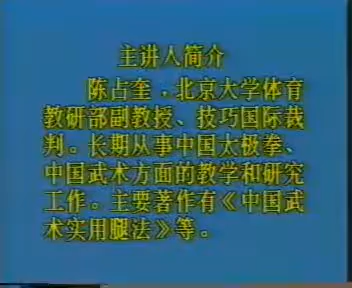 主讲人简介
陈占奎，北京大学体育
教研部副教授、技巧国际裁
判。长期从事中国太极拳、
中国武术方面的教学和研究
工作。主要著作有《中国武
术实用腿法》等。